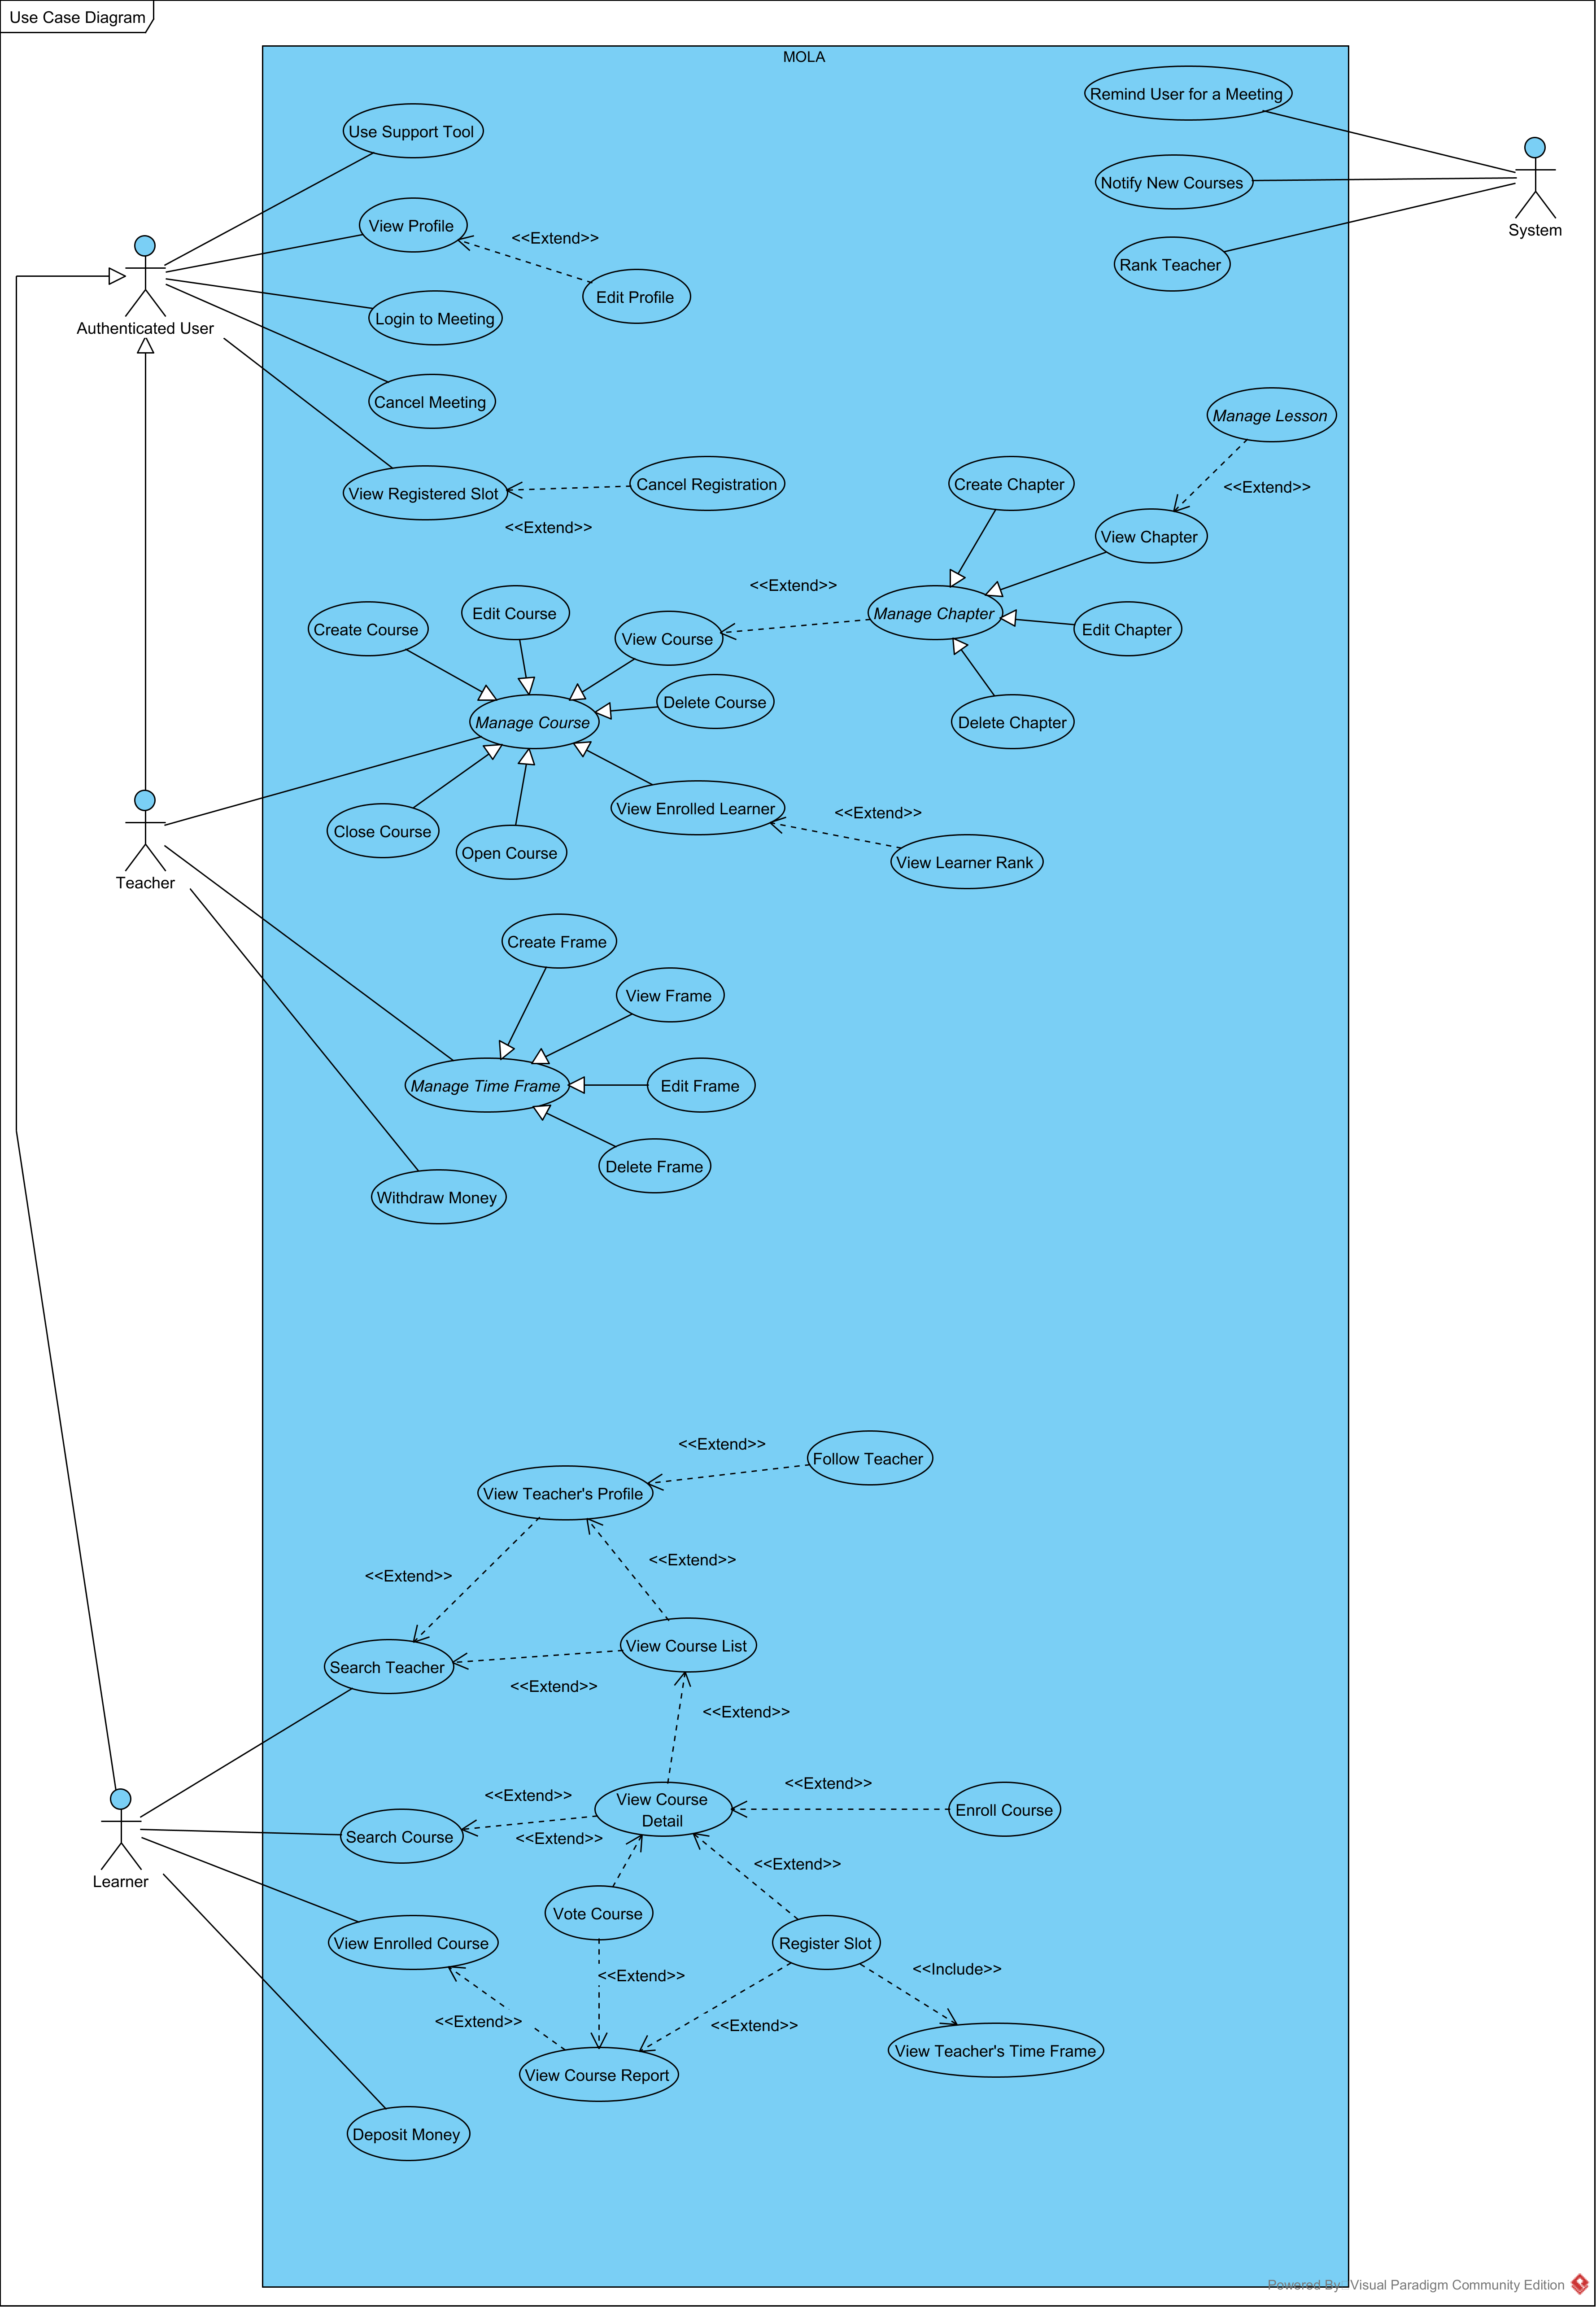 Use Case Diagram
MOLA
Remind User for a Meeting
Use Support Tool
Notify New Courses
View Profile
System
<<Extend>>
Rank Teacher
Edit Profile
Login to Meeting
Authenticated User
Cancel Meeting
Manage Lesson
Cancel Registration
Create Chapter
<<Extend>>
View Registered Slot
<<Extend>>
View Chapter
<<Extend>>
Edit Course
Manage Chapter
Create Course
Edit Chapter
View Course
Delete Course
Manage Course
Delete Chapter
View Enrolled Learner
<<Extend>>
Close Course
Open Course
View Learner Rank
Teacher
Create Frame
View Frame
Manage Time Frame
Edit Frame
Delete Frame
Withdraw Money
<<Extend>>
Follow Teacher
View Teacher's Profile
<<Extend>>
<<Extend>>
View Course List
Search Teacher
<<Extend>>
<<Extend>>
<<Extend>>
<<Extend>>
View Course
Detail
Enroll Course
Search Course
<<Extend>>
<<Extend>>
Learner
Vote Course
View Enrolled Course
Register Slot
<<Include>>
<<Extend>>
<<Extend>>
<<Extend>>
View Teacher's Time Frame
View Course Report
Deposit Money
Powered By: Visual Paradigm Community Edition